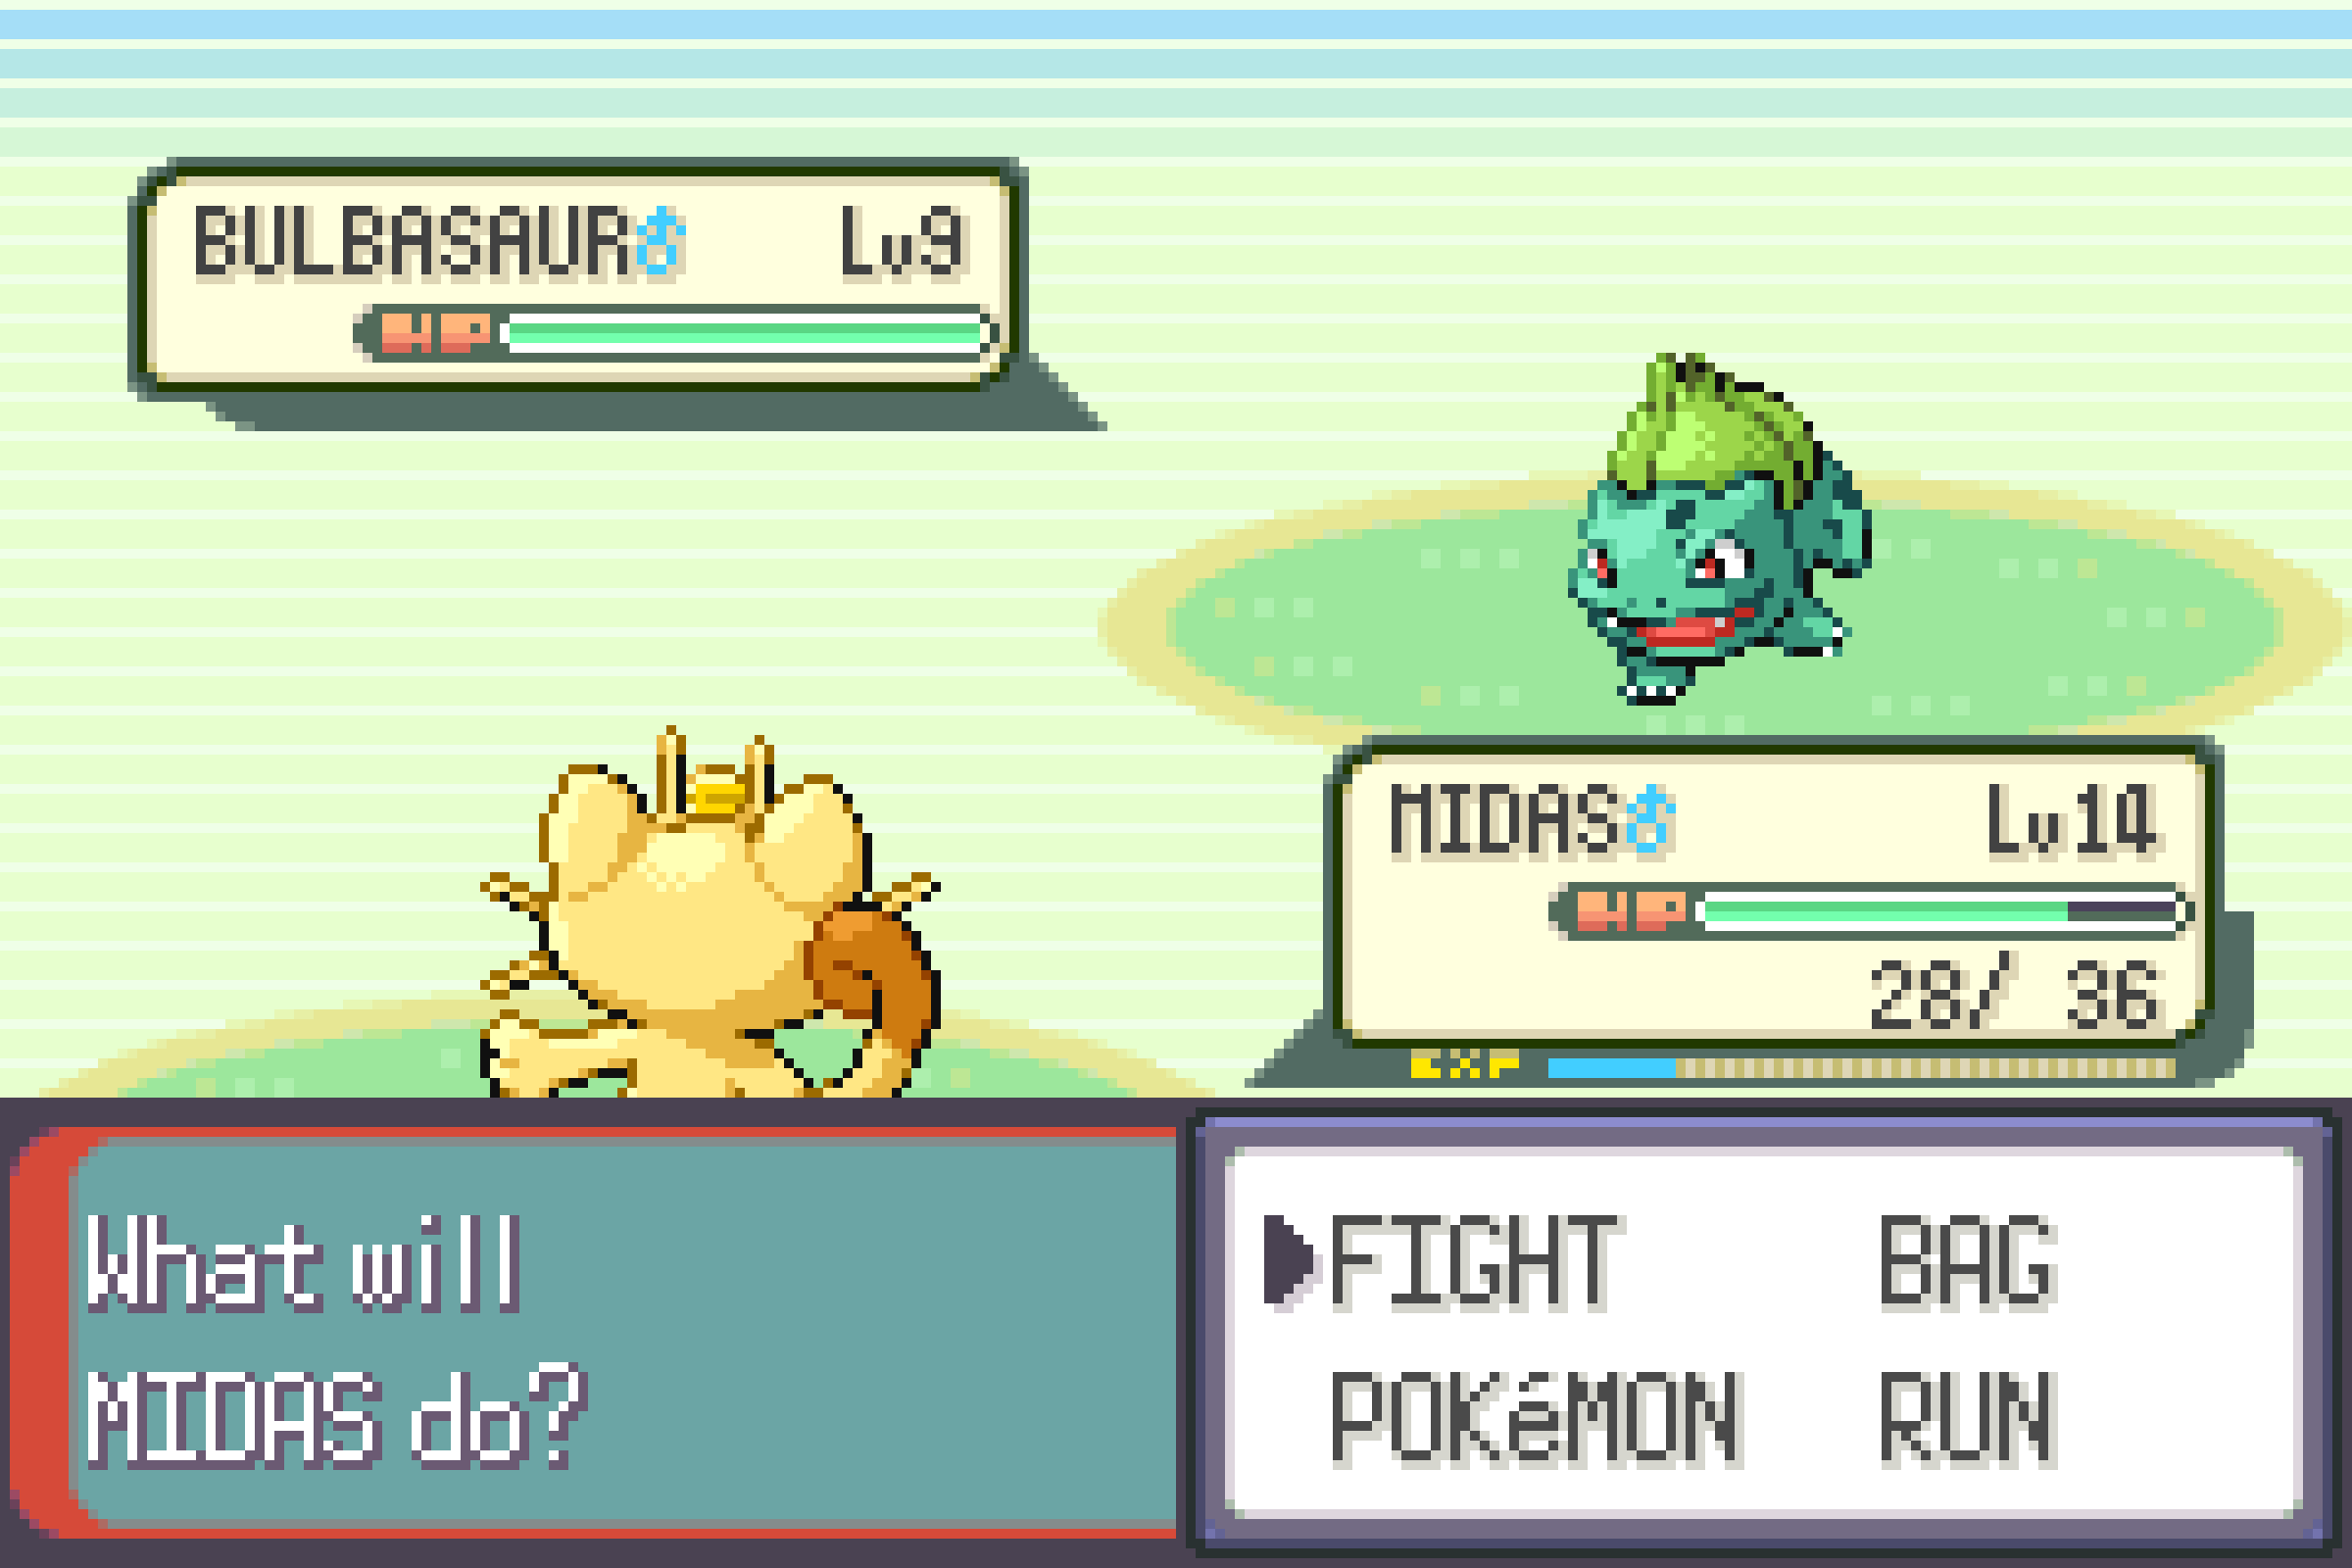 BULBASAUR♂ Lv9
HP
MIDAS♂ Lv14
HP
28/ 36
EXP
What will
MIDAS do?
FIGHT BAG
POKéMON RUN